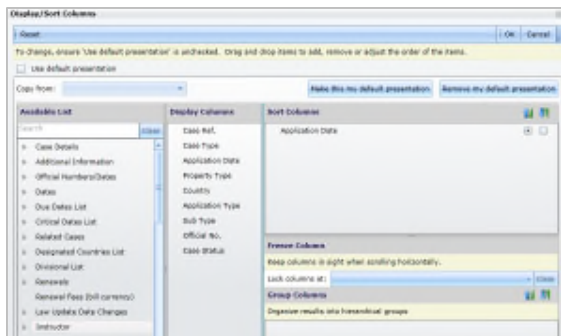 Display/Sort Columns
Reset
OK Cancel
To change, ensure 'Use default presentation' is unchecked. Drag and drop items to add, remove or adjust the order of the items.
Use default presentation
Copy from:
Make this my default presentation
Remove my default presentation
Available List
Search
Clear
Case Details
Additional Information
Official Numbers/Dates
Dates
Due Dates List
Critical Dates List
Related Cases
Designated Countries List
Divisional List
Renewals
Renewal Fees (bill currency)
Law Update Data Changes
Instructor
Display Columns
Case Ref.
Case Type
Application Date
Property Type
Country
Application Type
Sub Type
Official No.
Case Status
Sort Columns
Application Date
Freeze Column
Keep columns in sight when scrolling horizontally.
Lock columns at:
Clear
Group Columns
Organize results into hierarchical groups